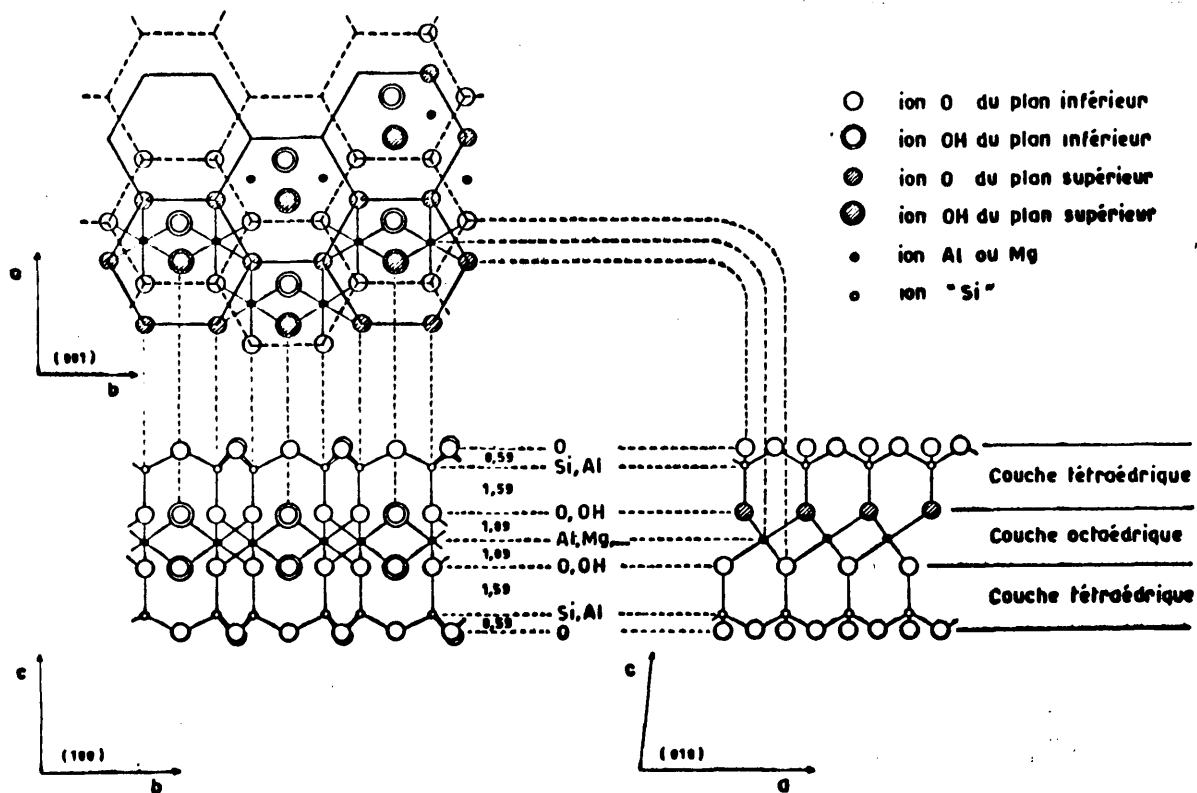 ion O du plan inférieur
ion OH du plan inférieur
ion O du plan supérieur
ion OH du plan supérieur
ion Al ou Mg
ion "Si"
a
(001)
b
O
0,59
Si, Al
1,59
O, OH
1,09
Al, Mg,...
1,09
O, OH
1,59
Si, Al
0,59
O
Couche tétraédrique
Couche octaédrique
Couche tétraédrique
c
(100)
b
c
(010)
a